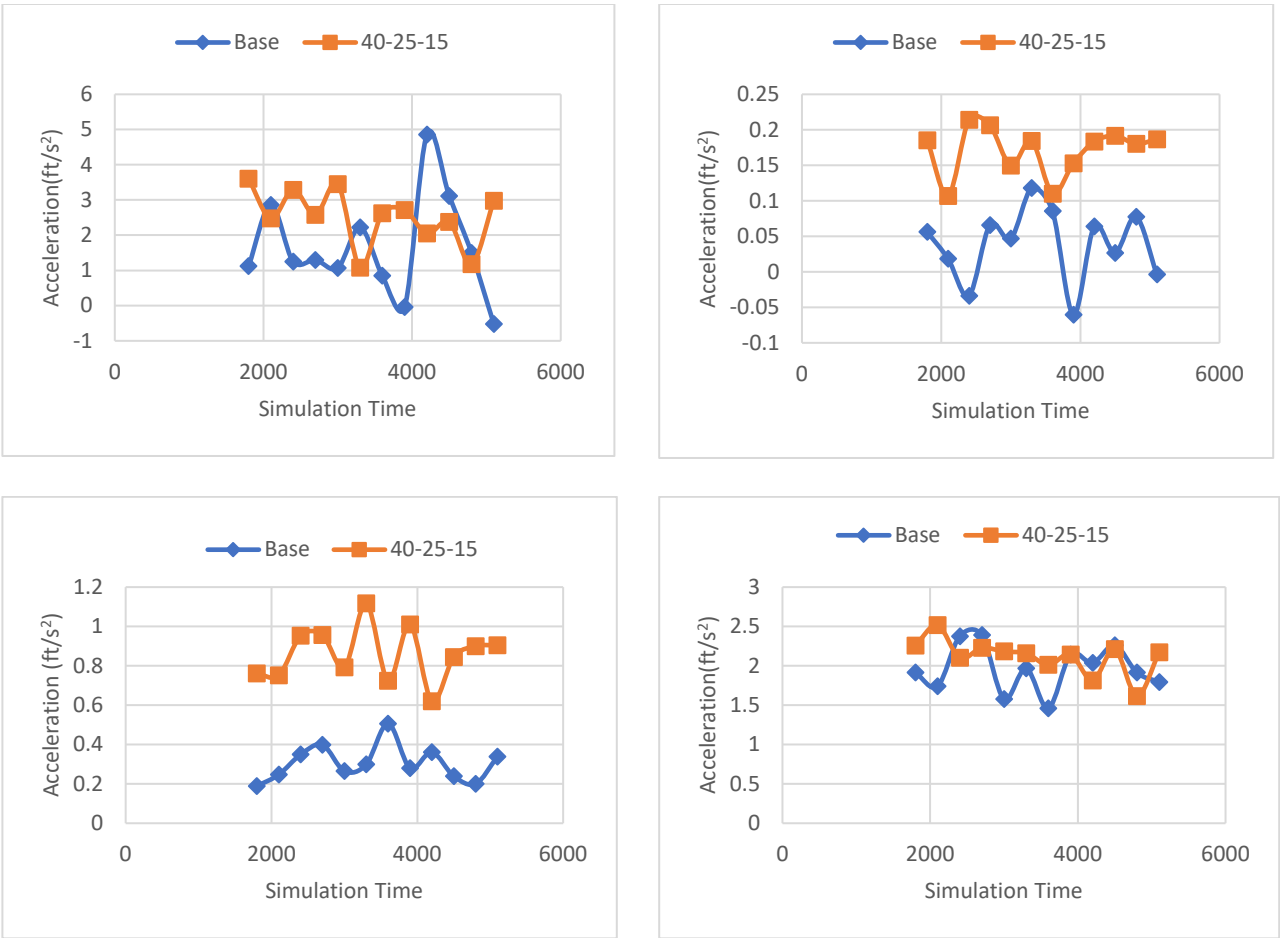 Base 40-25-15
6
5
4
3
2
1
0
-1
0 2000 4000 6000
Acceleration(ft/s²)
Simulation Time
Base 40-25-15
0.25
0.2
0.15
0.1
0.05
0
-0.05
-0.1
0 2000 4000 6000
Acceleration(ft/s²)
Simulation Time
Base 40-25-15
1.2
1
0.8
0.6
0.4
0.2
0
0 2000 4000 6000
Acceleration (ft/s²)
Simulation Time
Base 40-25-15
3
2.5
2
1.5
1
0.5
0
0 2000 4000 6000
Acceleration(ft/s²)
Simulation Time